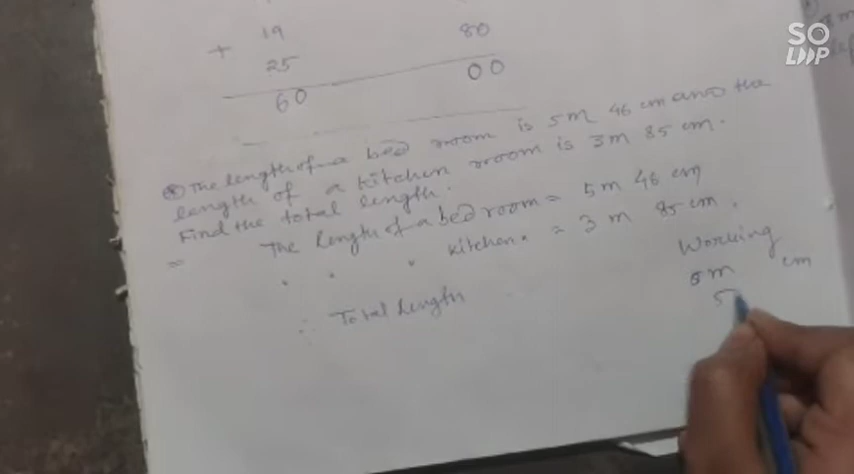 SO
LOOP
19 80
+ 25
60 00
The length of a bed room is 5m 46 cm and the
length of a kitchen room is 3m 85 cm.
Find the total length.
= The length of a bed room = 5m 46 cm
" " " kitchen " = 3 m 85 cm.
∴ Total length
Working
m cm
5